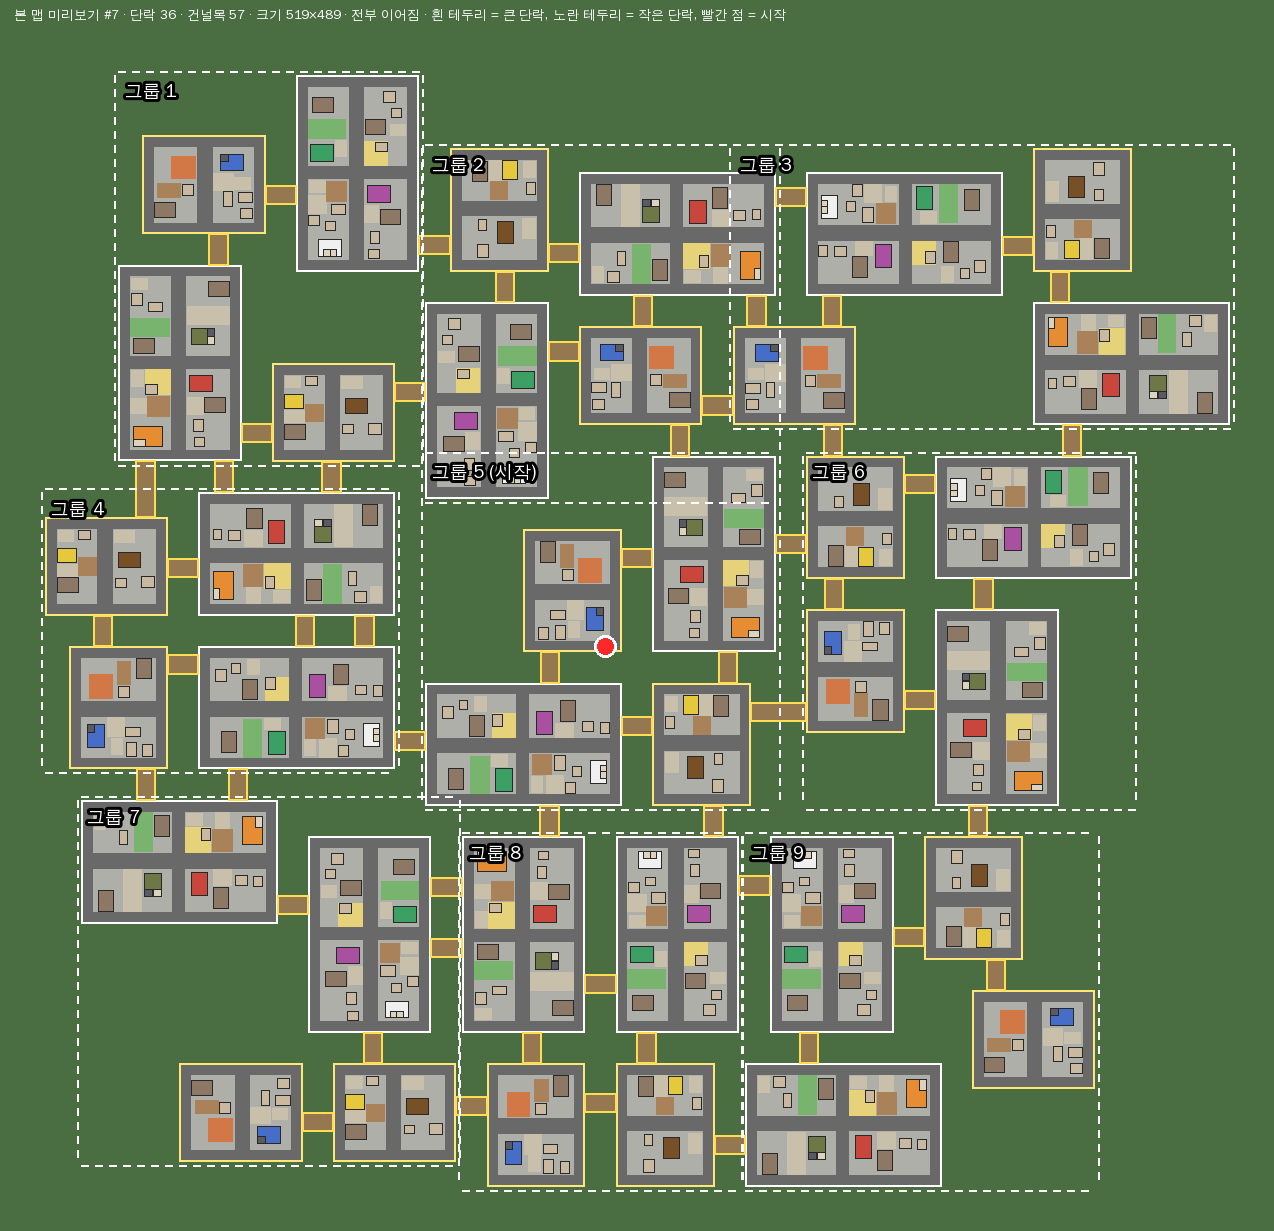 본 맵 미리보기 #7 · 단락 36 · 건널목 57 · 크기 519×489 · 전부 이어짐 · 흰 테두리 = 큰 단락, 노란 테두리 = 작은 단락, 빨간 점 = 시작
그룹 1
그룹 2
그룹 3
그룹 4
그룹 5 (시작)
그룹 6
그룹 7
그룹 8
그룹 9